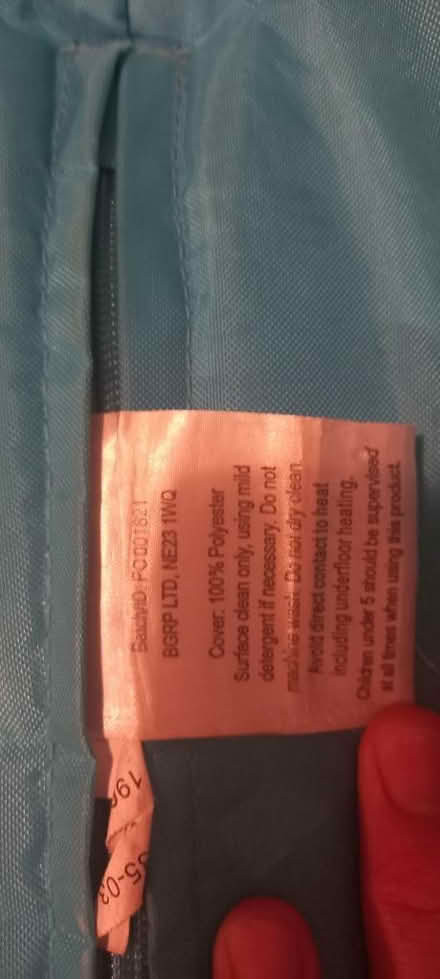 BatchID: PO001821
BGRP LTD, NE23 1WQ
Cover: 100% Polyester
Surface clean only, using mild
detergent if necessary. Do not
machine wash. Do not dry clean.
Avoid direct contact to heat
including underfloor heating.
Children under 5 should be supervised
at all times when using this product.